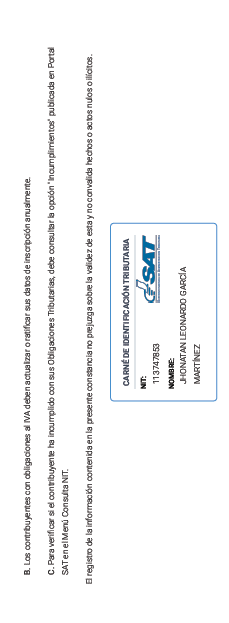 B. Los contribuyentes con obligaciones al IVA deben actualizar o ratificar sus datos de inscripción anualmente.
C. Para verificar si el contribuyente ha incumplido con sus Obligaciones Tributarias, debe consultar la opción "Incumplimientos" publicada en Portal
SAT en el Menú Consulta NIT.
El registro de la información contenida en la presente constancia no prejuzga sobre la validez de esta y no convalida hechos o actos nulos o ilícitos.
CARNÉ DE IDENTIFICACIÓN TRIBUTARIA
SAT
NIT:
113747853
NOMBRE:
JHONATAN LEONARDO GARCÍA
MARTÍNEZ